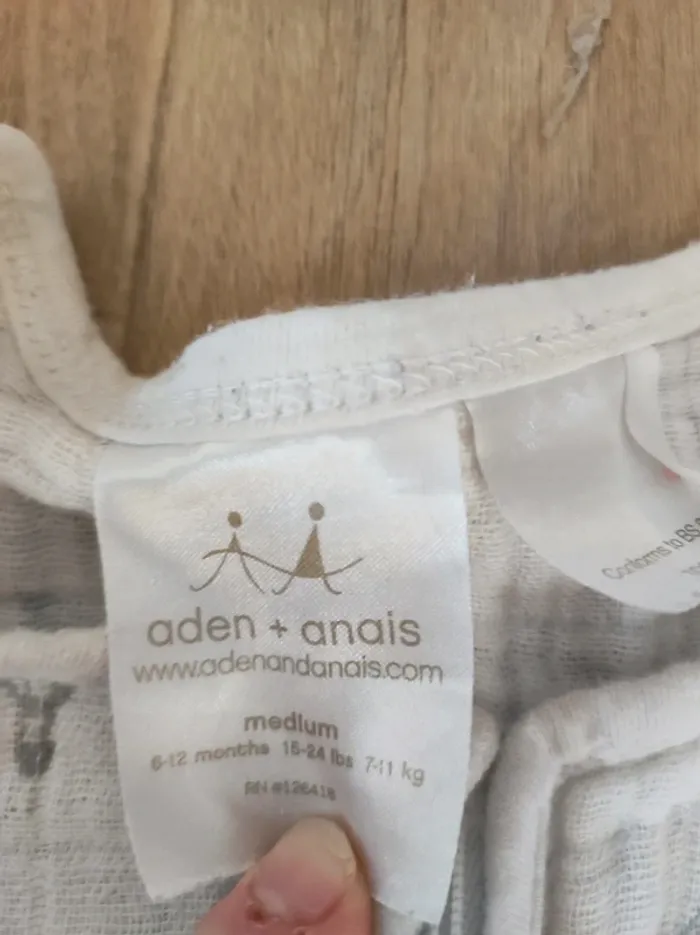 aden + anais
www.adenandanais.com
medium
6-12 months 16-24 lbs 7-11 kg
RN #126418
Conforms to BS